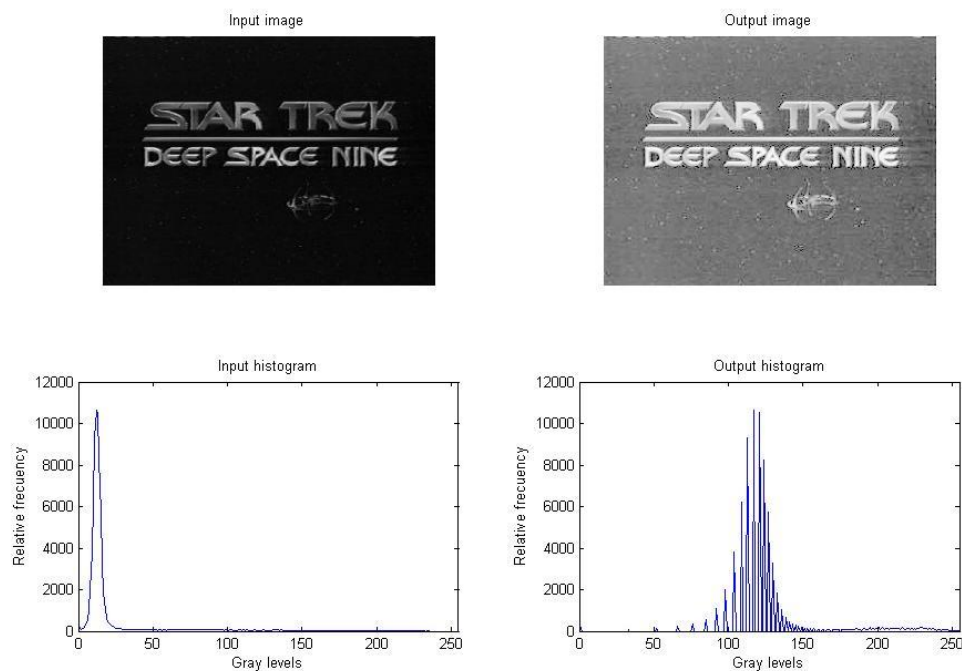 Input image
Output image
STAR TREK
DEEP SPACE NINE
STAR TREK
DEEP SPACE NINE
Input histogram
Output histogram
12000
10000
8000
6000
4000
2000
0
Relative frecuency
0 50 100 150 200 250
Gray levels
12000
10000
8000
6000
4000
2000
0
Relative frecuency
0 50 100 150 200 250
Gray levels